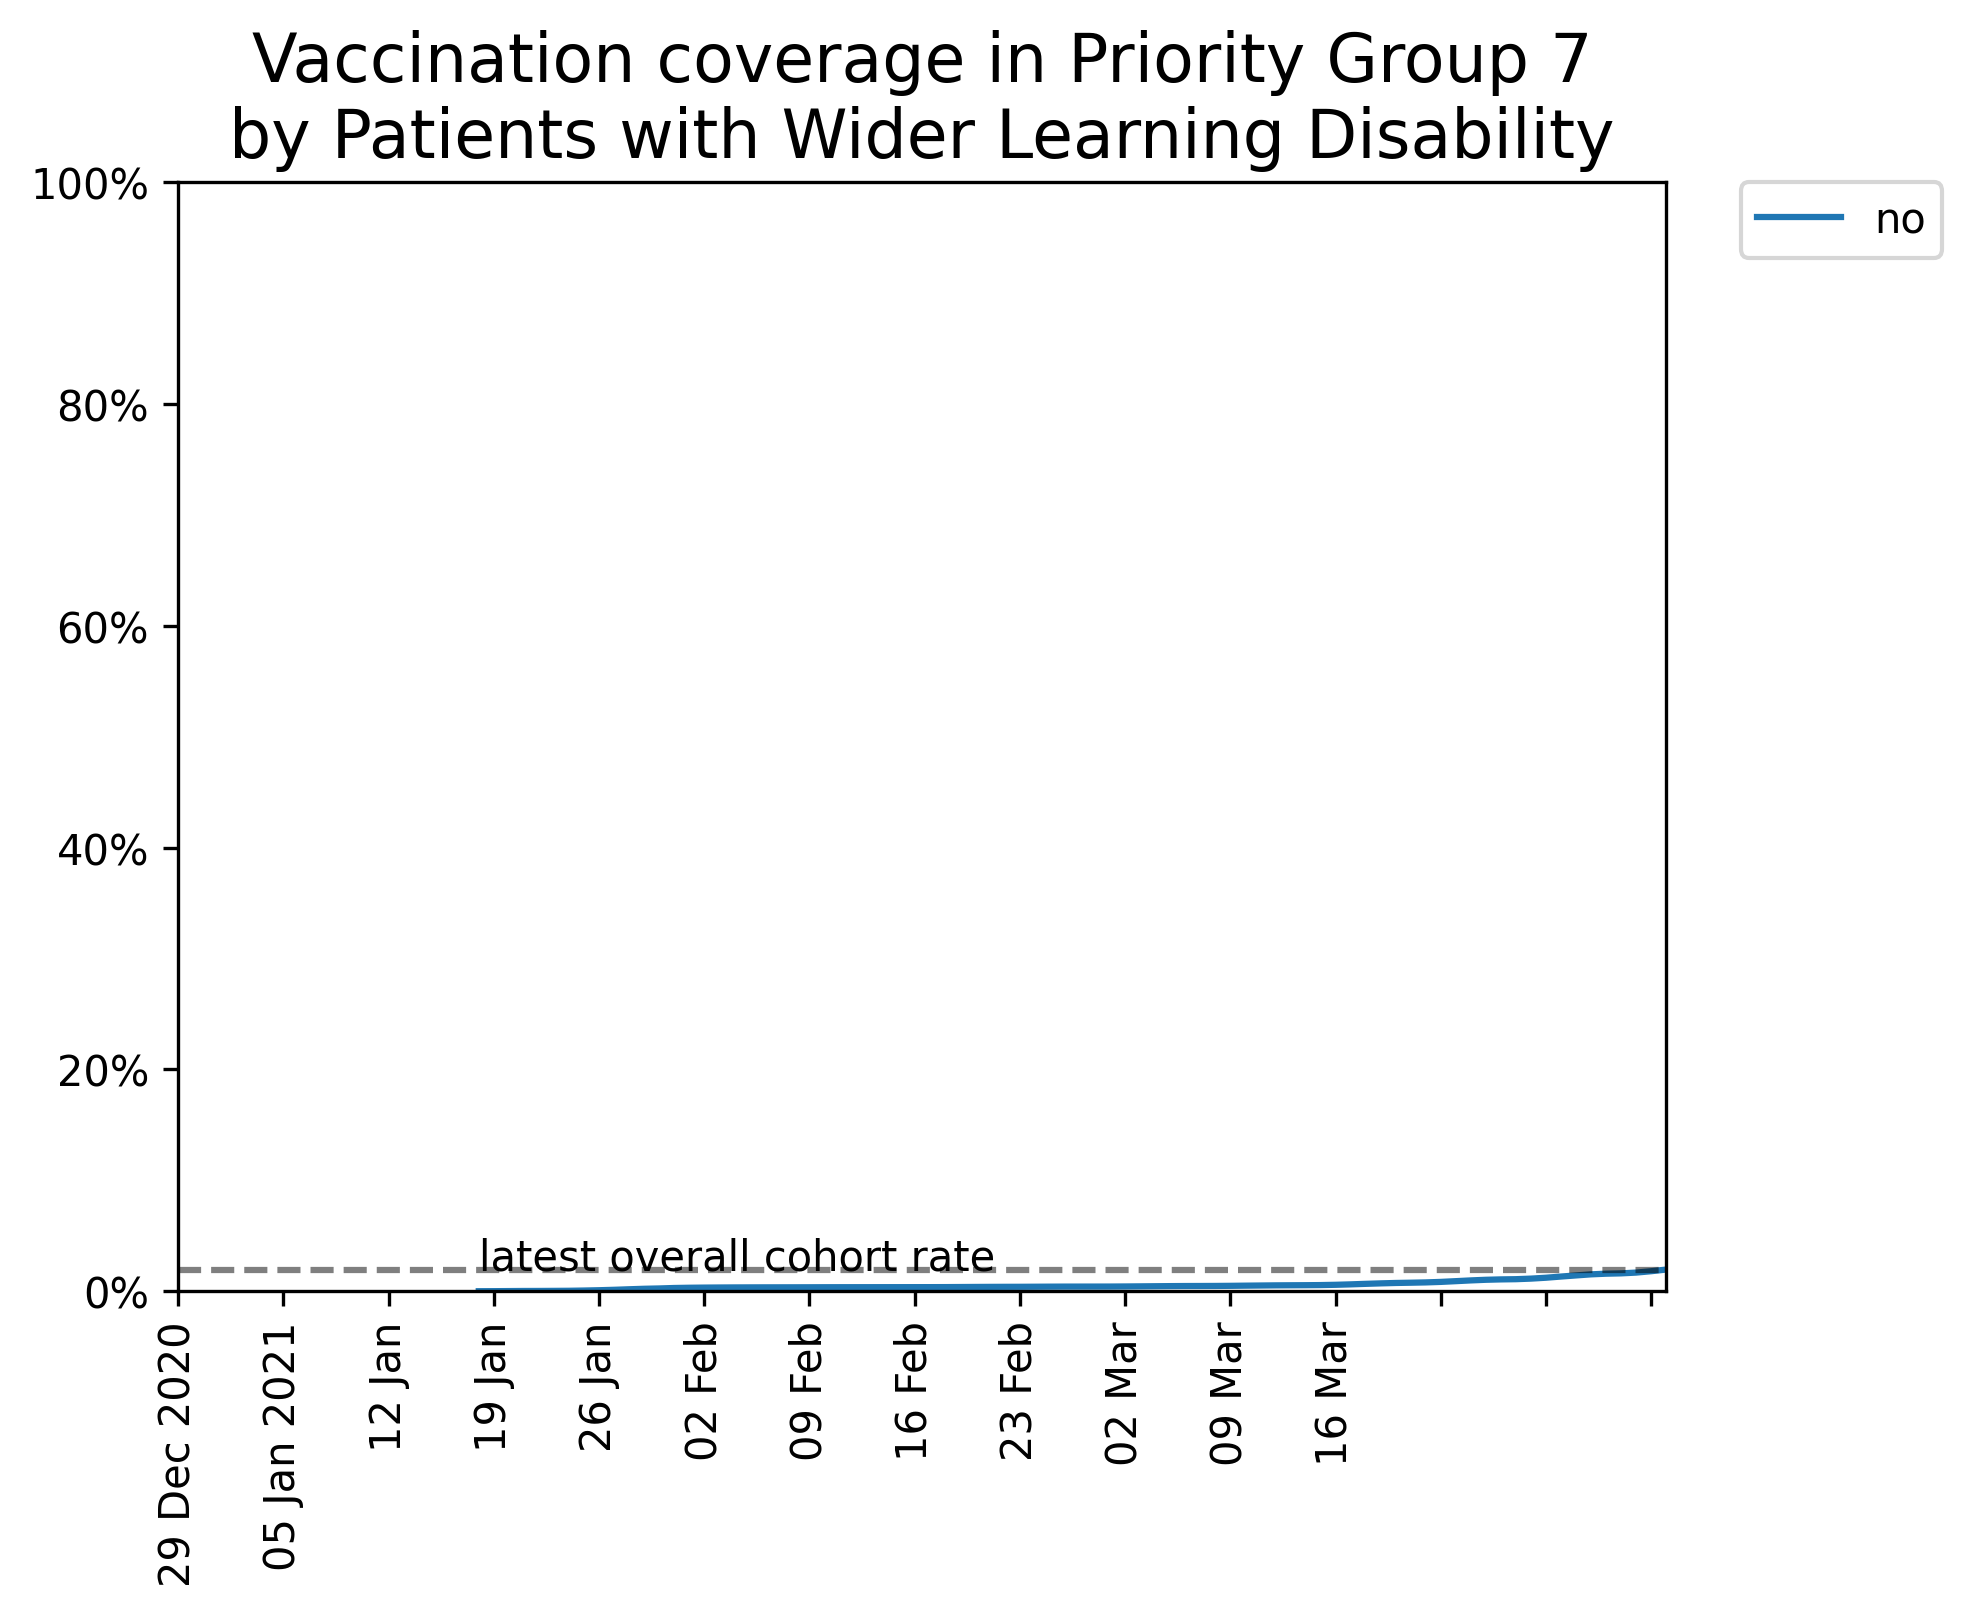 Vaccination coverage in Priority Group 7
by Patients with Wider Learning Disability
100%
80%
60%
40%
20%
0%
no
latest overall cohort rate
29 Dec 2020
05 Jan 2021
12 Jan
19 Jan
26 Jan
02 Feb
09 Feb
16 Feb
23 Feb
02 Mar
09 Mar
16 Mar